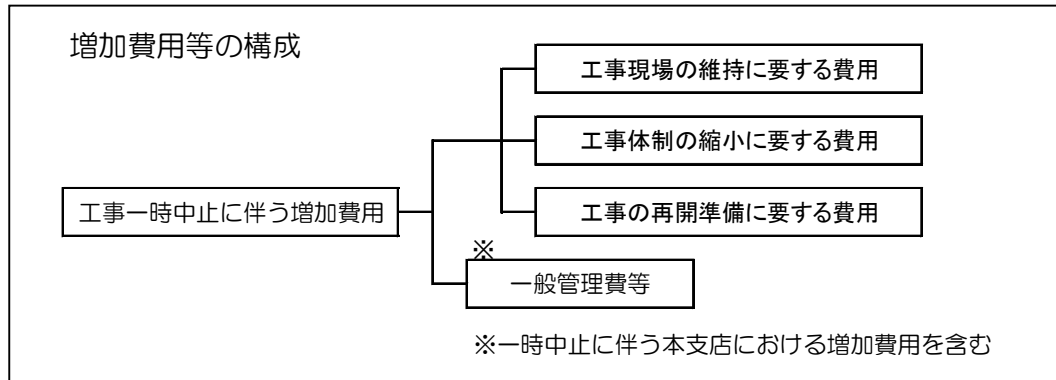 増加費用等の構成
工事現場の維持に要する費用
工事体制の縮小に要する費用
工事一時中止に伴う増加費用
工事の再開準備に要する費用
※
一般管理費等
※一時中止に伴う本支店における増加費用を含む